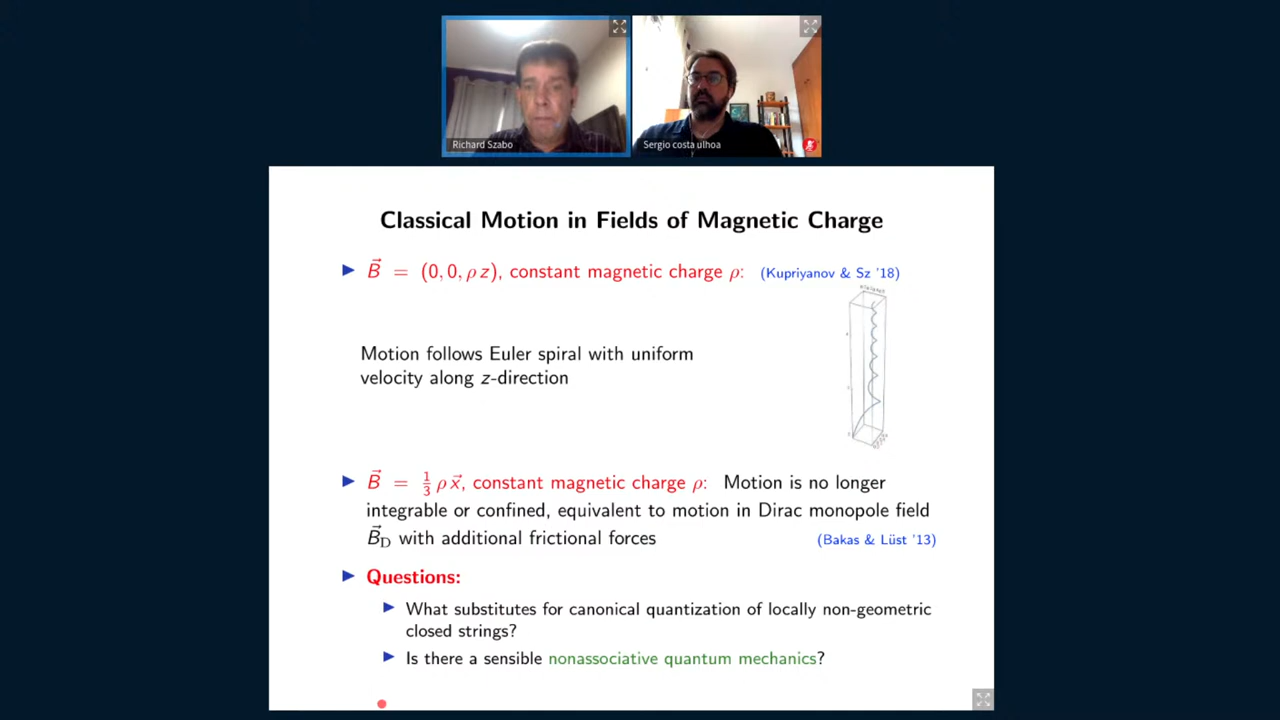 Richard Szabo
Sergio costa ulhoa
Classical Motion in Fields of Magnetic Charge
▶ B⃗ = (0, 0, ρ z), constant magnetic charge ρ: (Kupriyanov & Sz '18)
Motion follows Euler spiral with uniform
velocity along z-direction
▶ B⃗ = 1/3 ρ x⃗, constant magnetic charge ρ: Motion is no longer
integrable or confined, equivalent to motion in Dirac monopole field
B⃗_D with additional frictional forces (Bakas & Lüst '13)
▶ Questions:
▶ What substitutes for canonical quantization of locally non-geometric
closed strings?
▶ Is there a sensible nonassociative quantum mechanics?